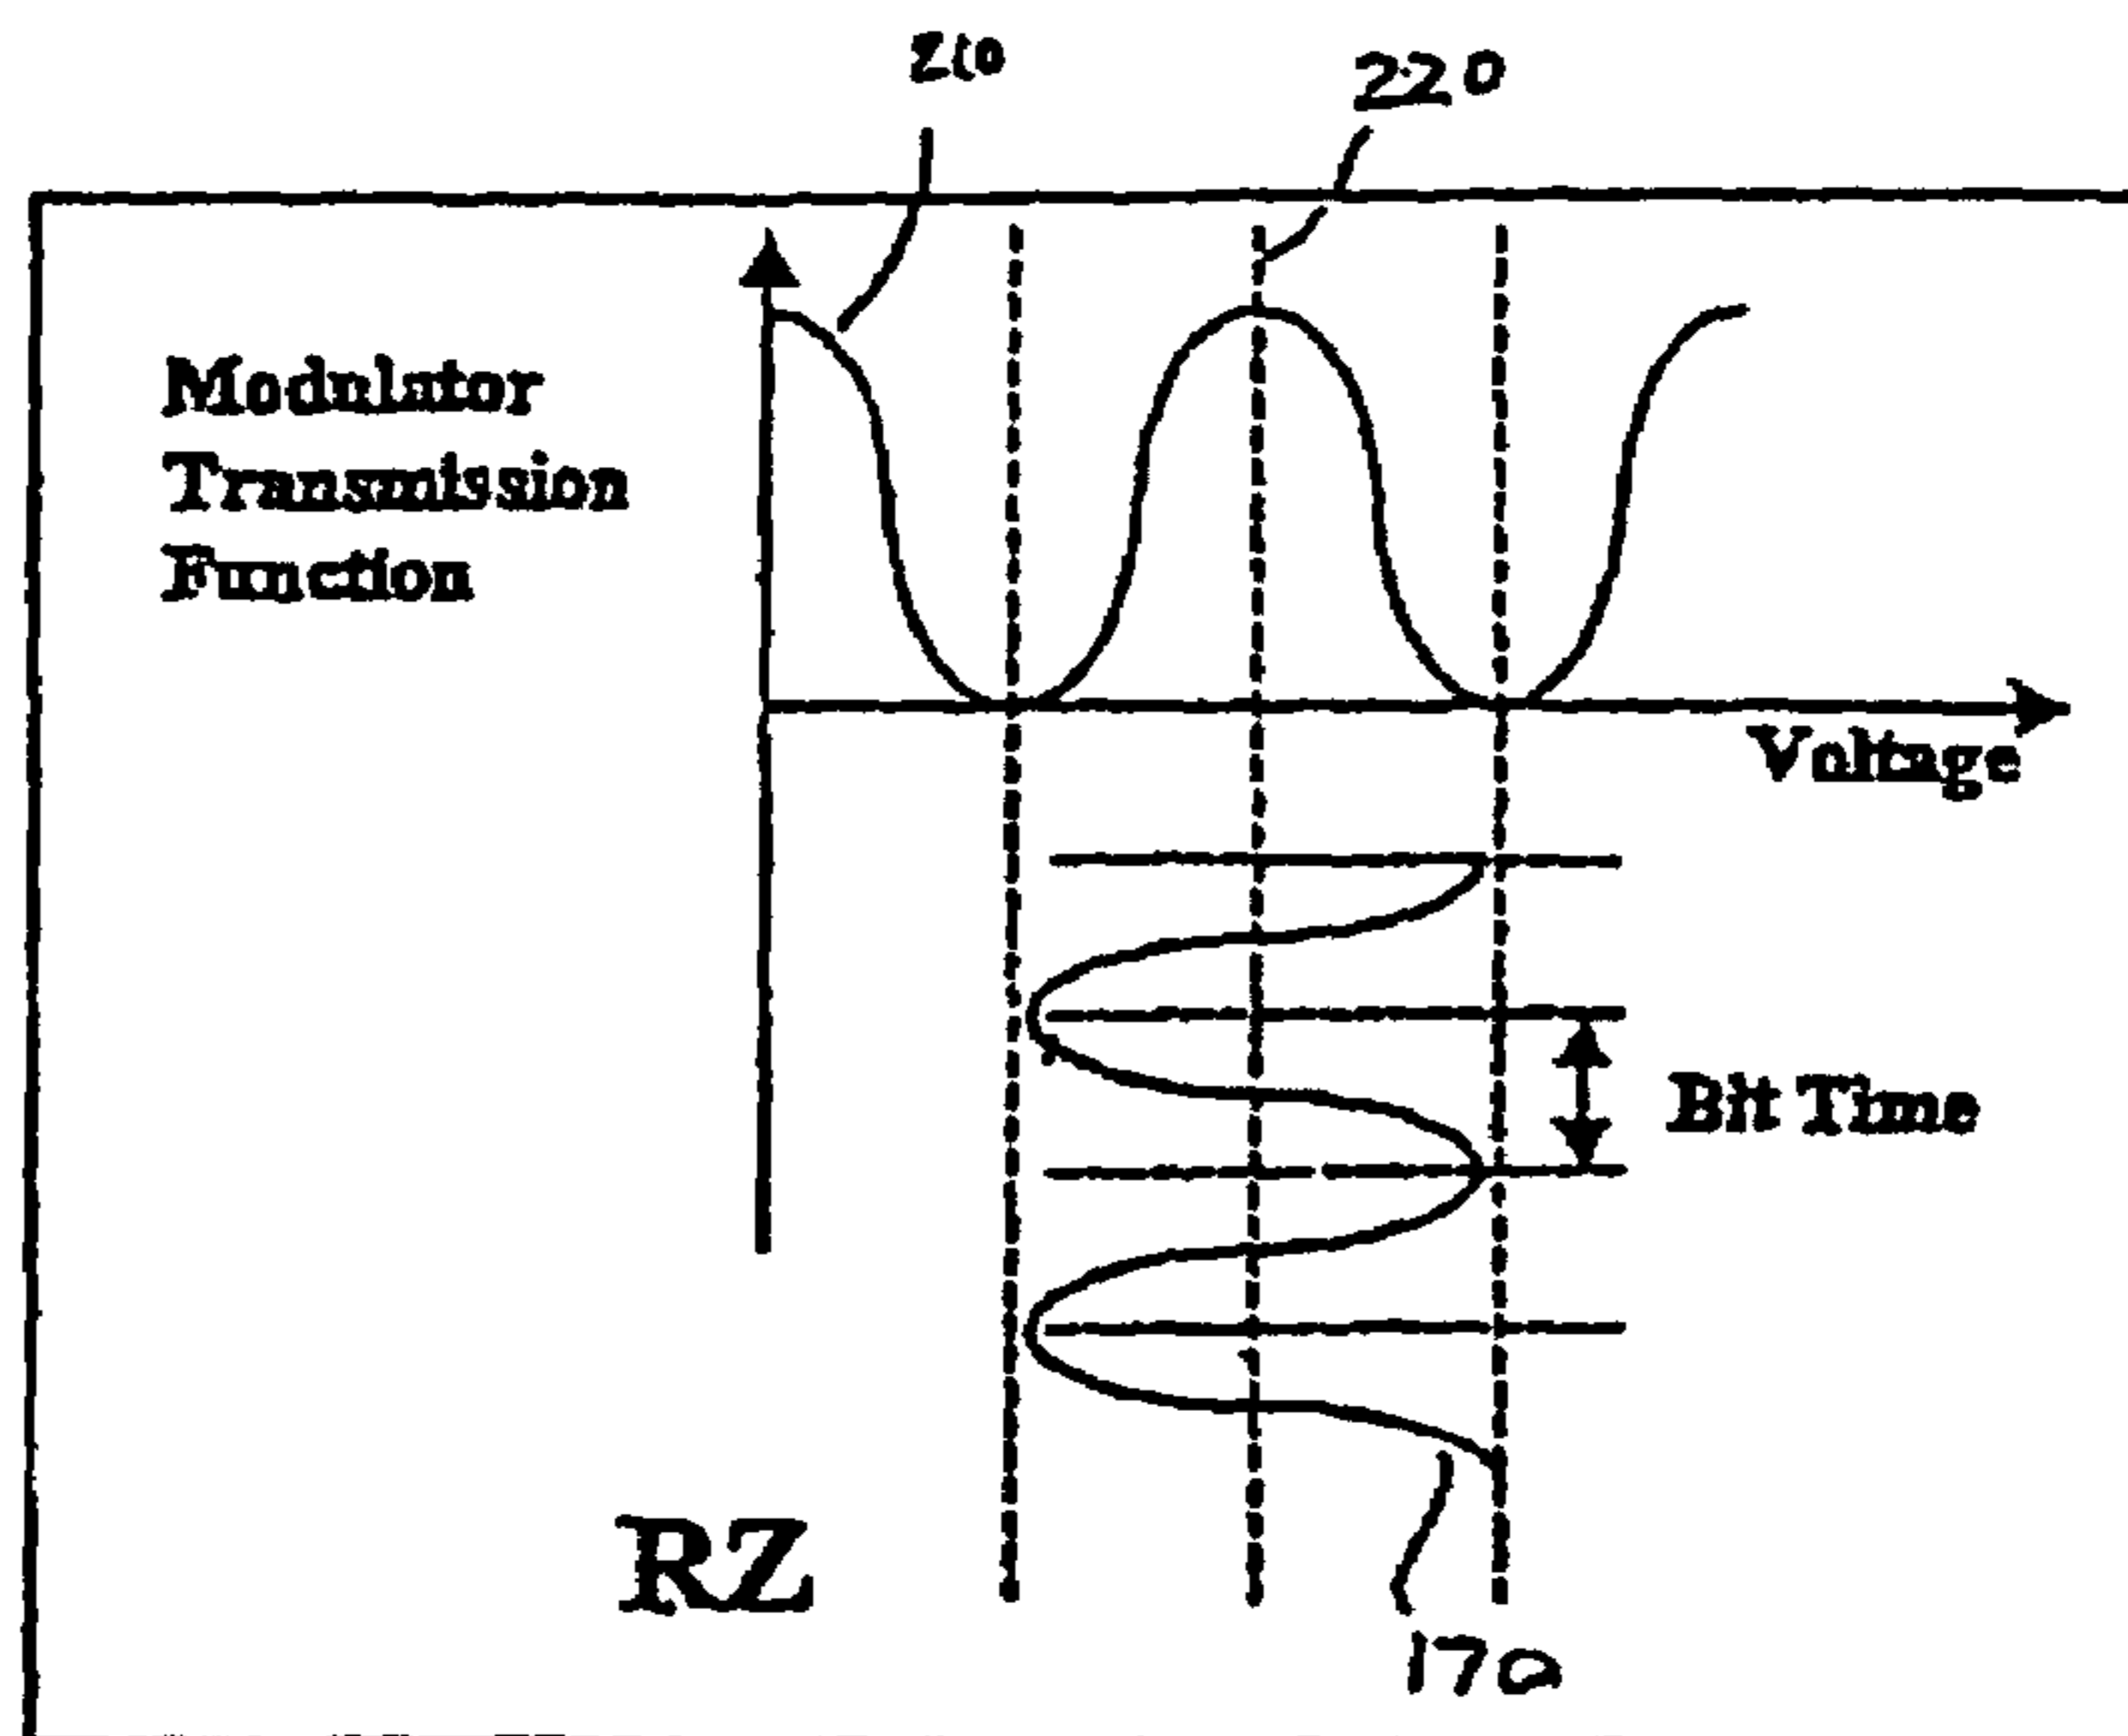 210
220
Modulator
Transmission
Function
Voltage
Bit Time
RZ
170